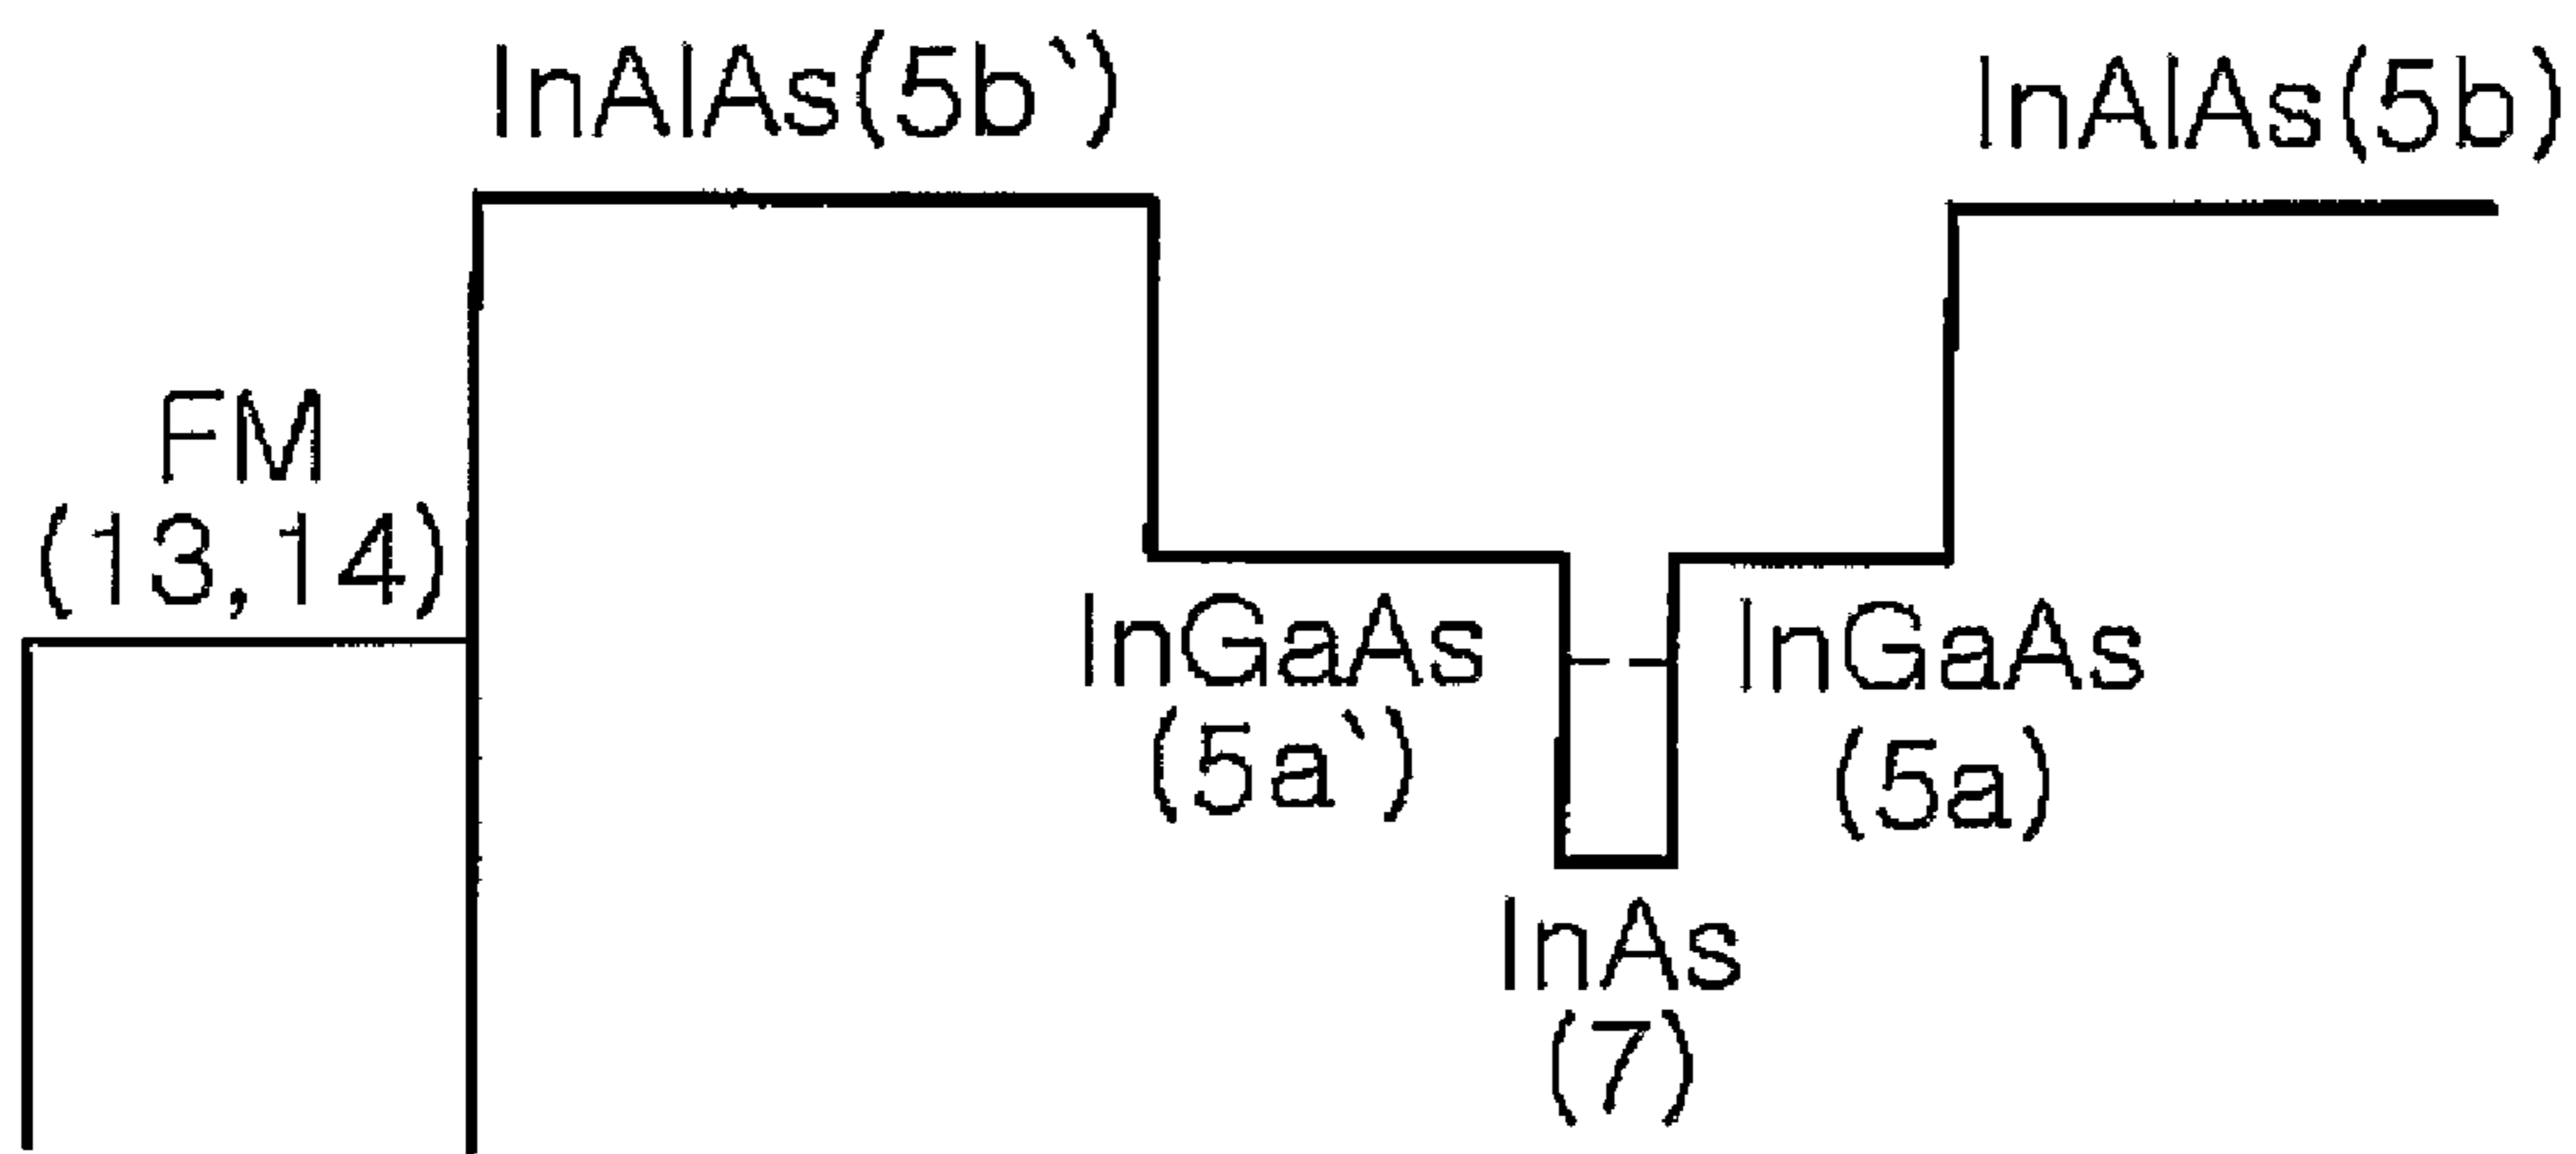 InAlAs(5b`)
InAlAs(5b)
FM
(13,14)
InGaAs
(5a`)
InGaAs
(5a)
InAs
(7)